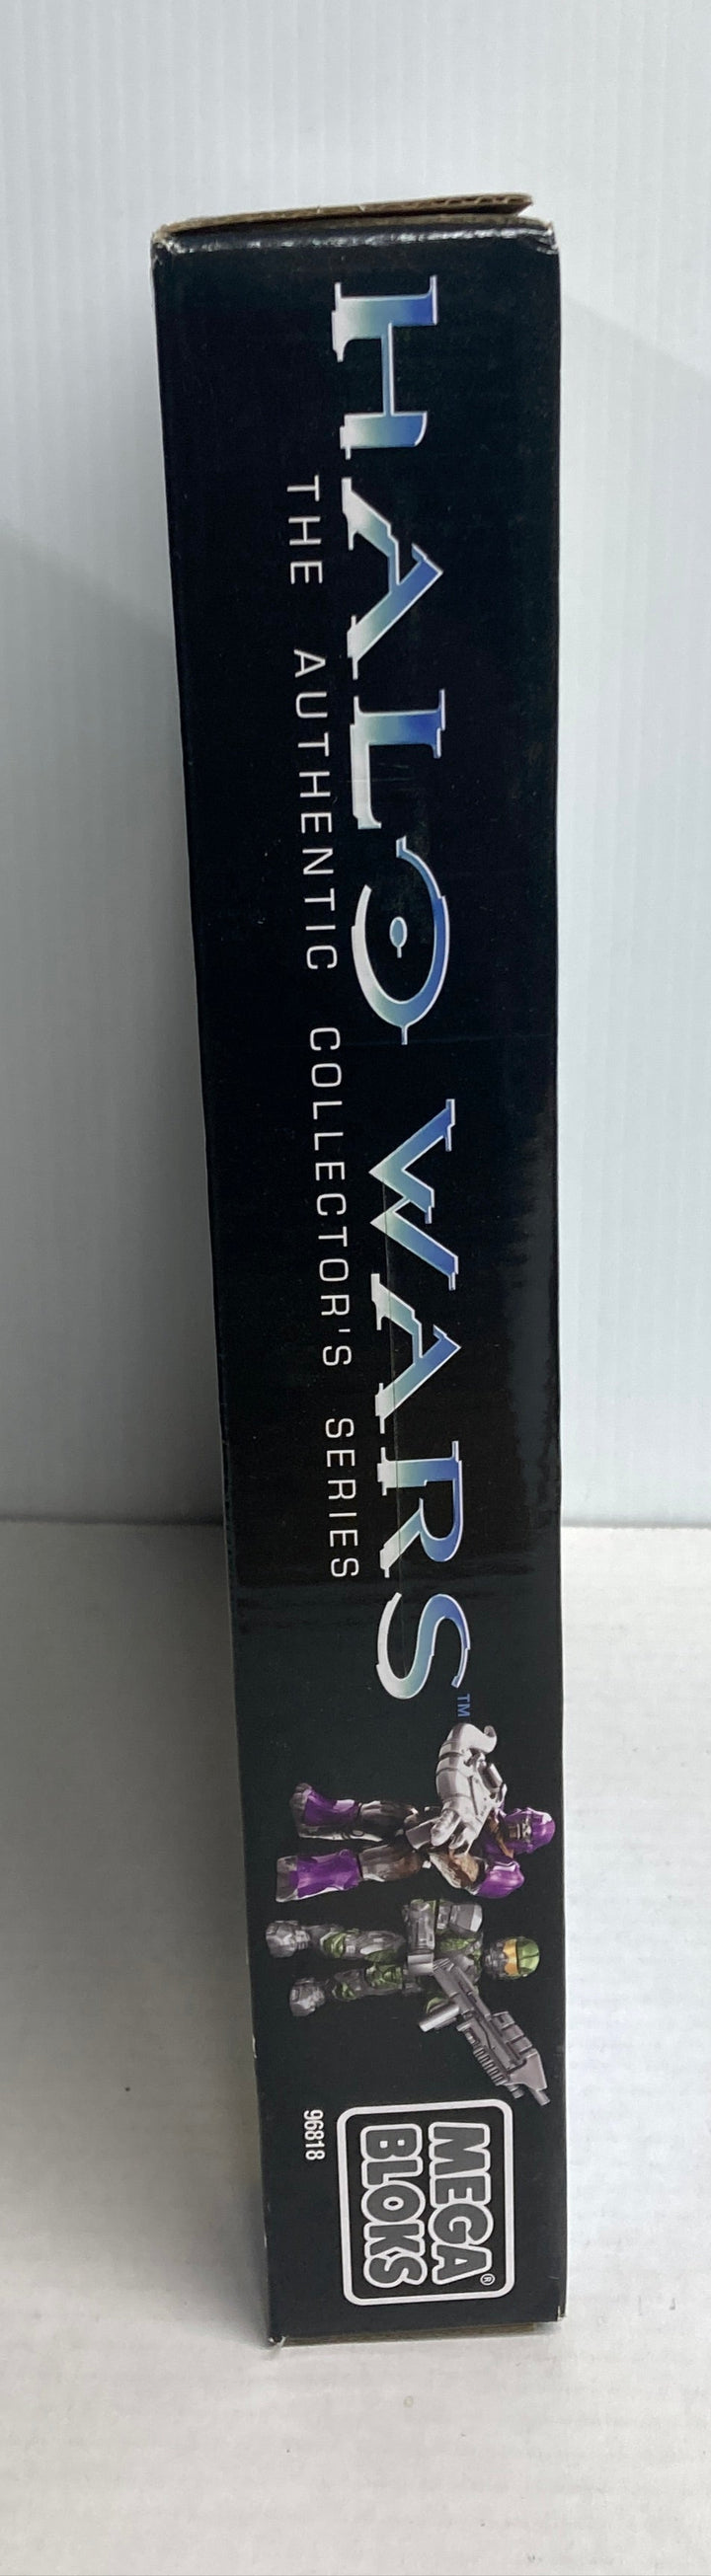 HALO WARS™
THE AUTHENTIC COLLECTOR'S SERIES
MEGA
BLOKS®
96818